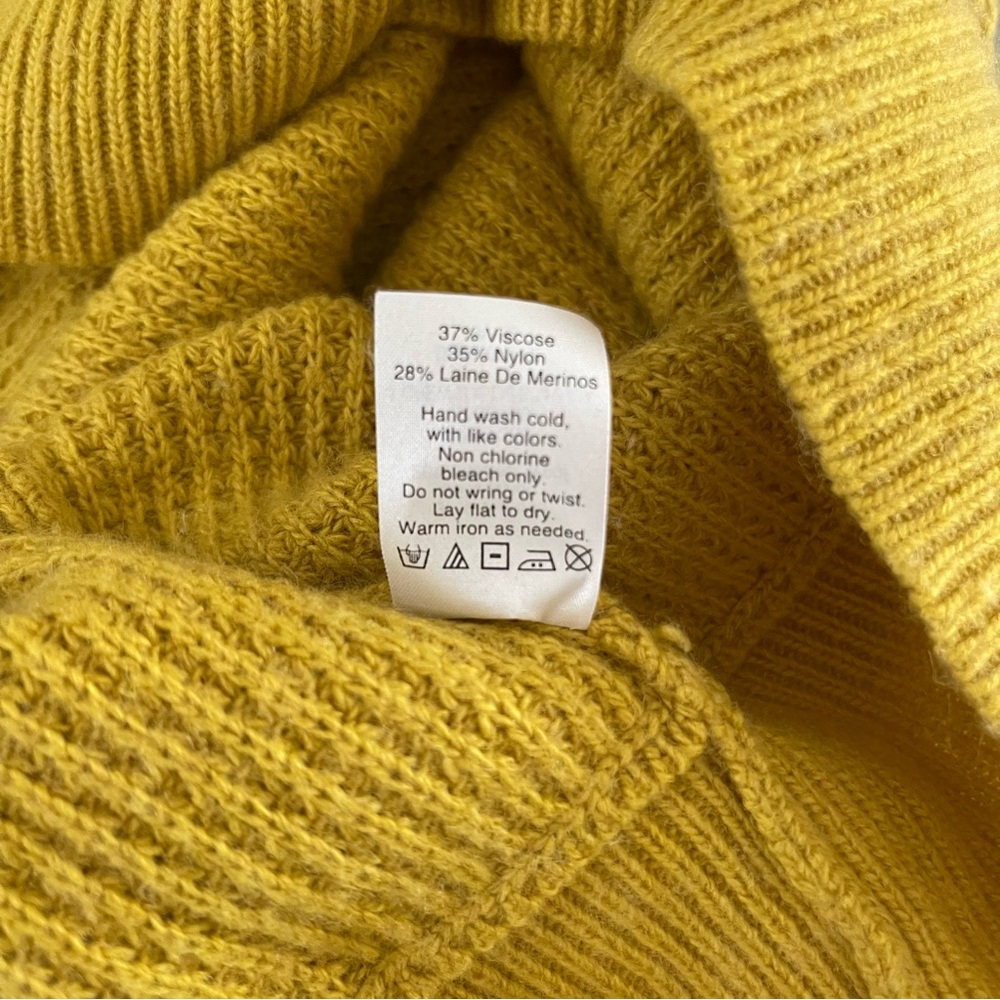 37% Viscose
35% Nylon
28% Laine De Merinos
Hand wash cold,
with like colors.
Non chlorine
bleach only.
Do not wring or twist.
Lay flat to dry.
Warm iron as needed.